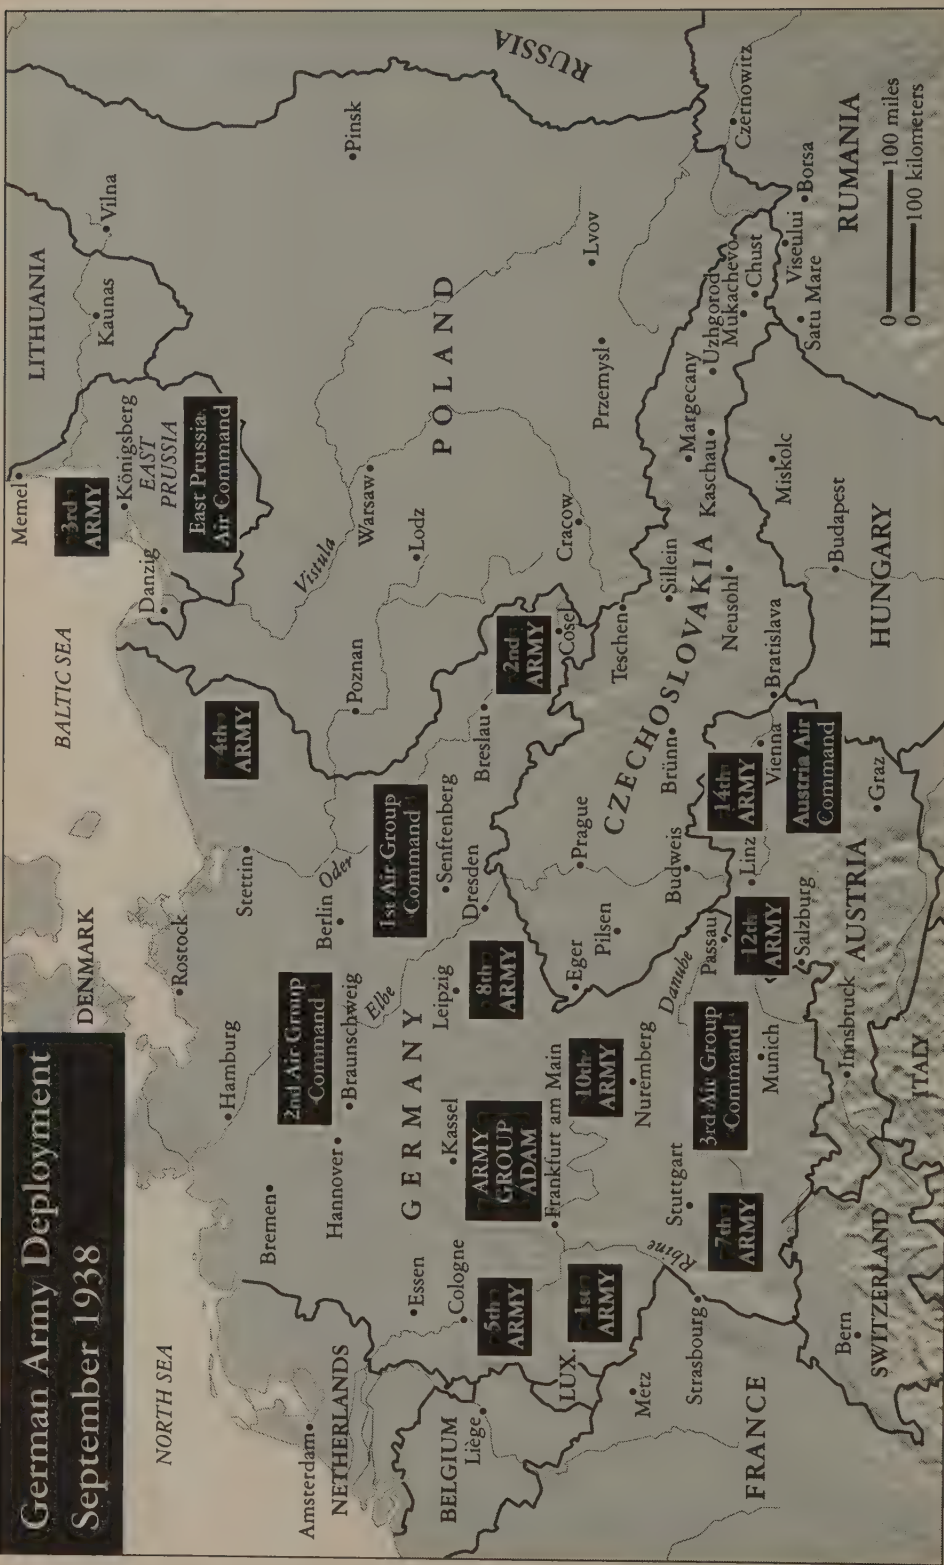 German Army Deployment
September 1938
NORTH SEA
BALTIC SEA
DENMARK
LITHUANIA
RUSSIA
Memel
3rd
ARMY
Königsberg
EAST
PRUSSIA
East Prussia
Air Command
Kaunas
Vilna
Danzig
Pinsk
Rostock
Hamburg
Stettin
4th
ARMY
Vistula
Warsaw
Lodz
POLAND
Poznan
Bremen
Hannover
2nd Air Group
Command
Braunschweig
Berlin
Oder
1st Air Group
Command
Elbe
Amsterdam
NETHERLANDS
Essen
Cologne
GERMANY
Kassel
Leipzig
Senftenberg
Dresden
Breslau
2nd
ARMY
Cosel
Cracow
Przemysl
Lvov
BELGIUM
Liège
5th
ARMY
ARMY
GROUP
ADAM
Frankfurt am Main
8th
ARMY
LUX.
1st
ARMY
10th
ARMY
Eger
Pilsen
Prague
CZECHOSLOVAKIA
Teschen
Sillein
Neusohl
Margecany
Kaschau
Uzhgorod
Mukachevo
Chust
Viseului
Borsa
Satu Mare
Czernowitz
RUMANIA
Metz
Strasbourg
Rhine
Stuttgart
Nuremberg
Danube
Passau
Budweis
Brünn
7th
ARMY
3rd Air Group
Command
Munich
12th
ARMY
Salzburg
Linz
14th
ARMY
Vienna
Austria Air
Command
Bratislava
Budapest
Miskolc
HUNGARY
FRANCE
Bern
SWITZERLAND
Innsbruck
ITALY
AUSTRIA
Graz
0 100 miles
0 100 kilometers